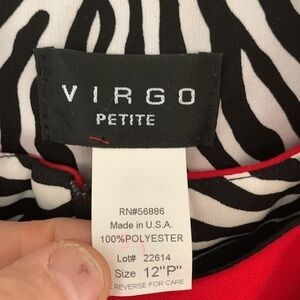 VIRGO
PETITE
RN#56886
Made in U.S.A.
100%POLYESTER
Lot# 22614
Size 12"P"
REVERSE FOR CARE